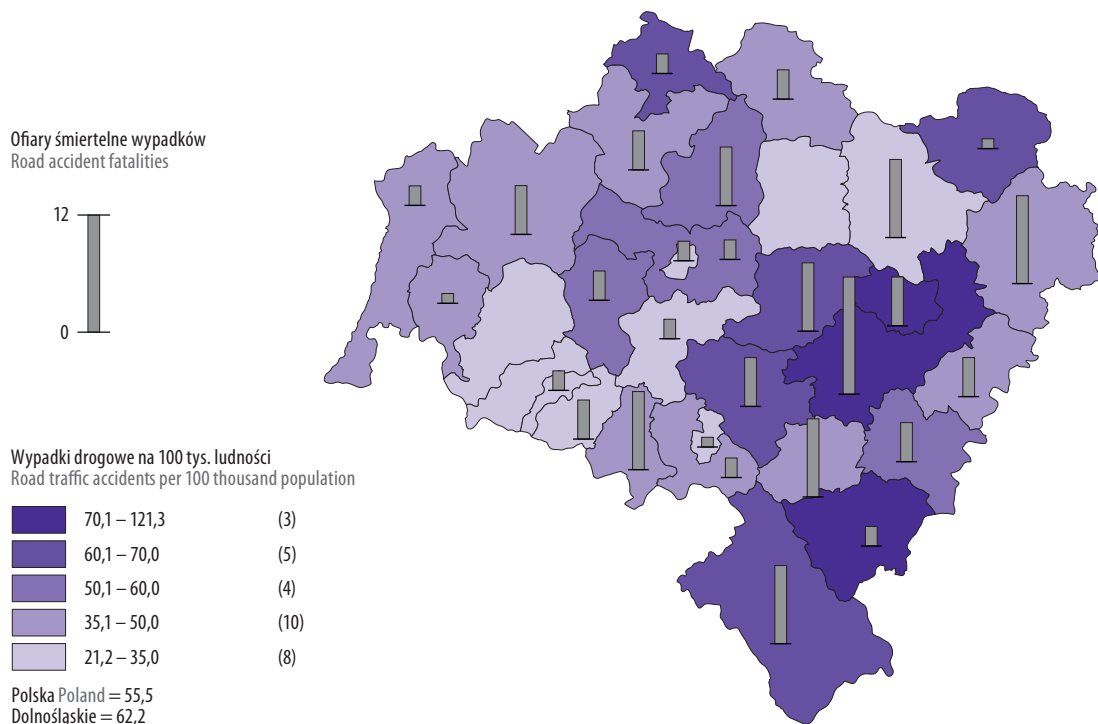 Ofiary śmiertelne wypadków
Road accident fatalities
12
0
Wypadki drogowe na 100 tys. ludności
Road traffic accidents per 100 thousand population
70,1 – 121,3 (3)
60,1 – 70,0 (5)
50,1 – 60,0 (4)
35,1 – 50,0 (10)
21,2 – 35,0 (8)
Polska Poland = 55,5
Dolnośląskie = 62,2